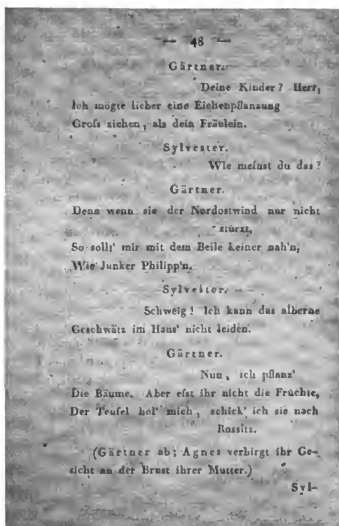 — 48 —
Gärtner.
Deine Kinder? Herr,
Ich mögte lieber eine Eichenpflanzung
Groſs ziehen, als dein Fräulein.
Sylvester.
Wie meinst du das?
Gärtner.
Denn wenn sie der Nordostwind nur nicht
stürzt,
So sollt' mir mit dem Beile keiner nah'n,
Wie Junker Philipp'n.
Sylvester.
Schweig! Ich kann das alberne
Geschwätz im Haus' nicht leiden.
Gärtner.
Nun, ich pflanz'
Die Bäume. Aber eſst ihr nicht die Früchte,
Der Teufel hol' mich, schick' ich sie nach
Rossitz.
(Gärtner ab; Agnes verbirgt ihr Ge-
sicht an der Brust ihrer Mutter.)
Syl-